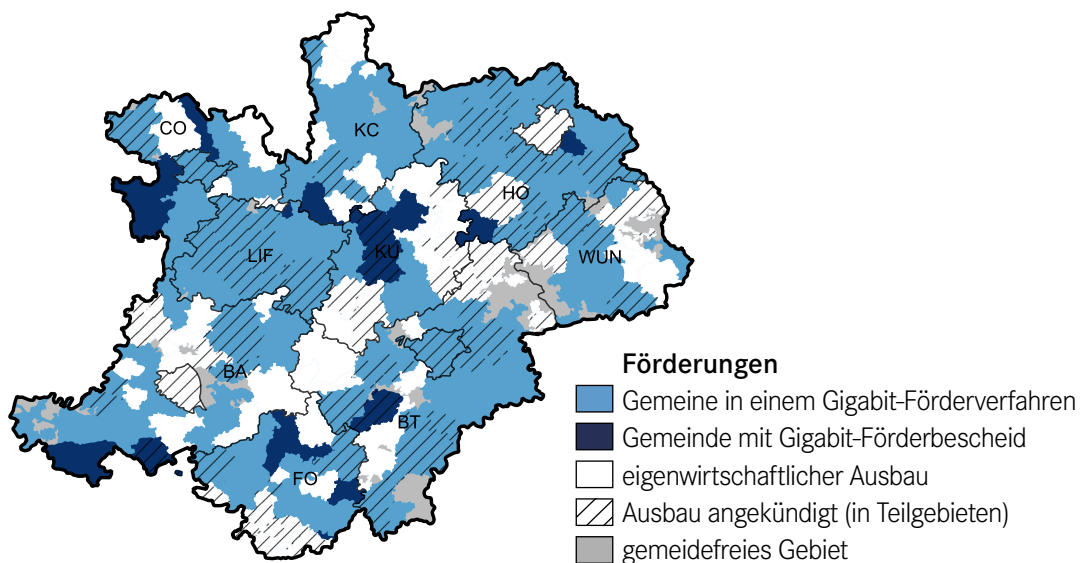 KC
CO
HO
KU
LIF
WUN
BA
BT
FO
Förderungen
Gemeine in einem Gigabit-Förderverfahren
Gemeinde mit Gigabit-Förderbescheid
eigenwirtschaftlicher Ausbau
Ausbau angekündigt (in Teilgebieten)
gemeidefreies Gebiet